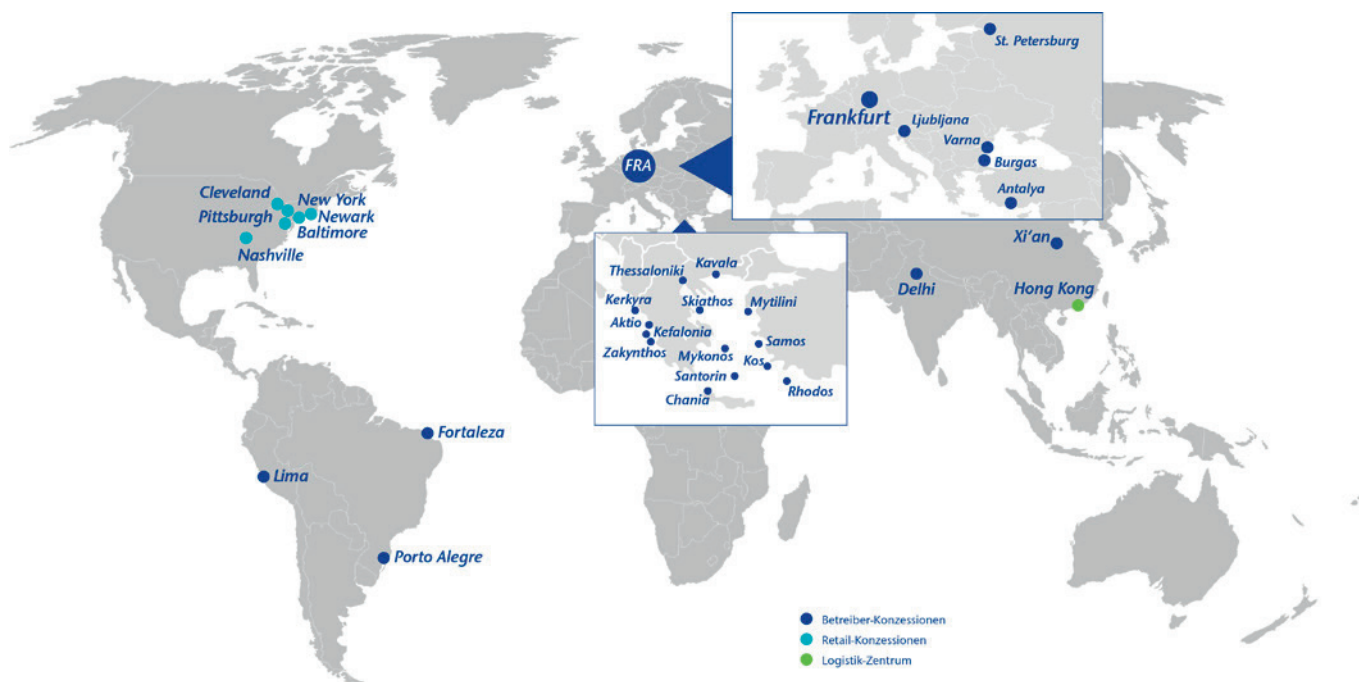 St. Petersburg
Frankfurt
Ljubljana
Varna
Burgas
Antalya
FRA
Cleveland
New York
Pittsburgh
Newark
Baltimore
Nashville
Xi‘an
Delhi
Hong Kong
Kavala
Thessaloniki
Kerkyra
Skiathos
Mytilini
Aktio
Kefalonia
Zakynthos
Mykonos
Samos
Kos
Santorin
Rhodos
Chania
Fortaleza
Lima
Porto Alegre
Betreiber-Konzessionen
Retail-Konzessionen
Logistik-Zentrum